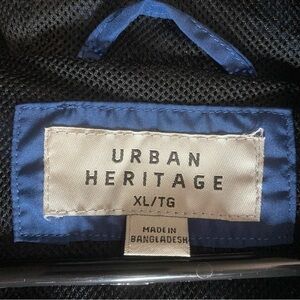 URBAN
HERITAGE
XL/TG
MADE IN
BANGLADESH